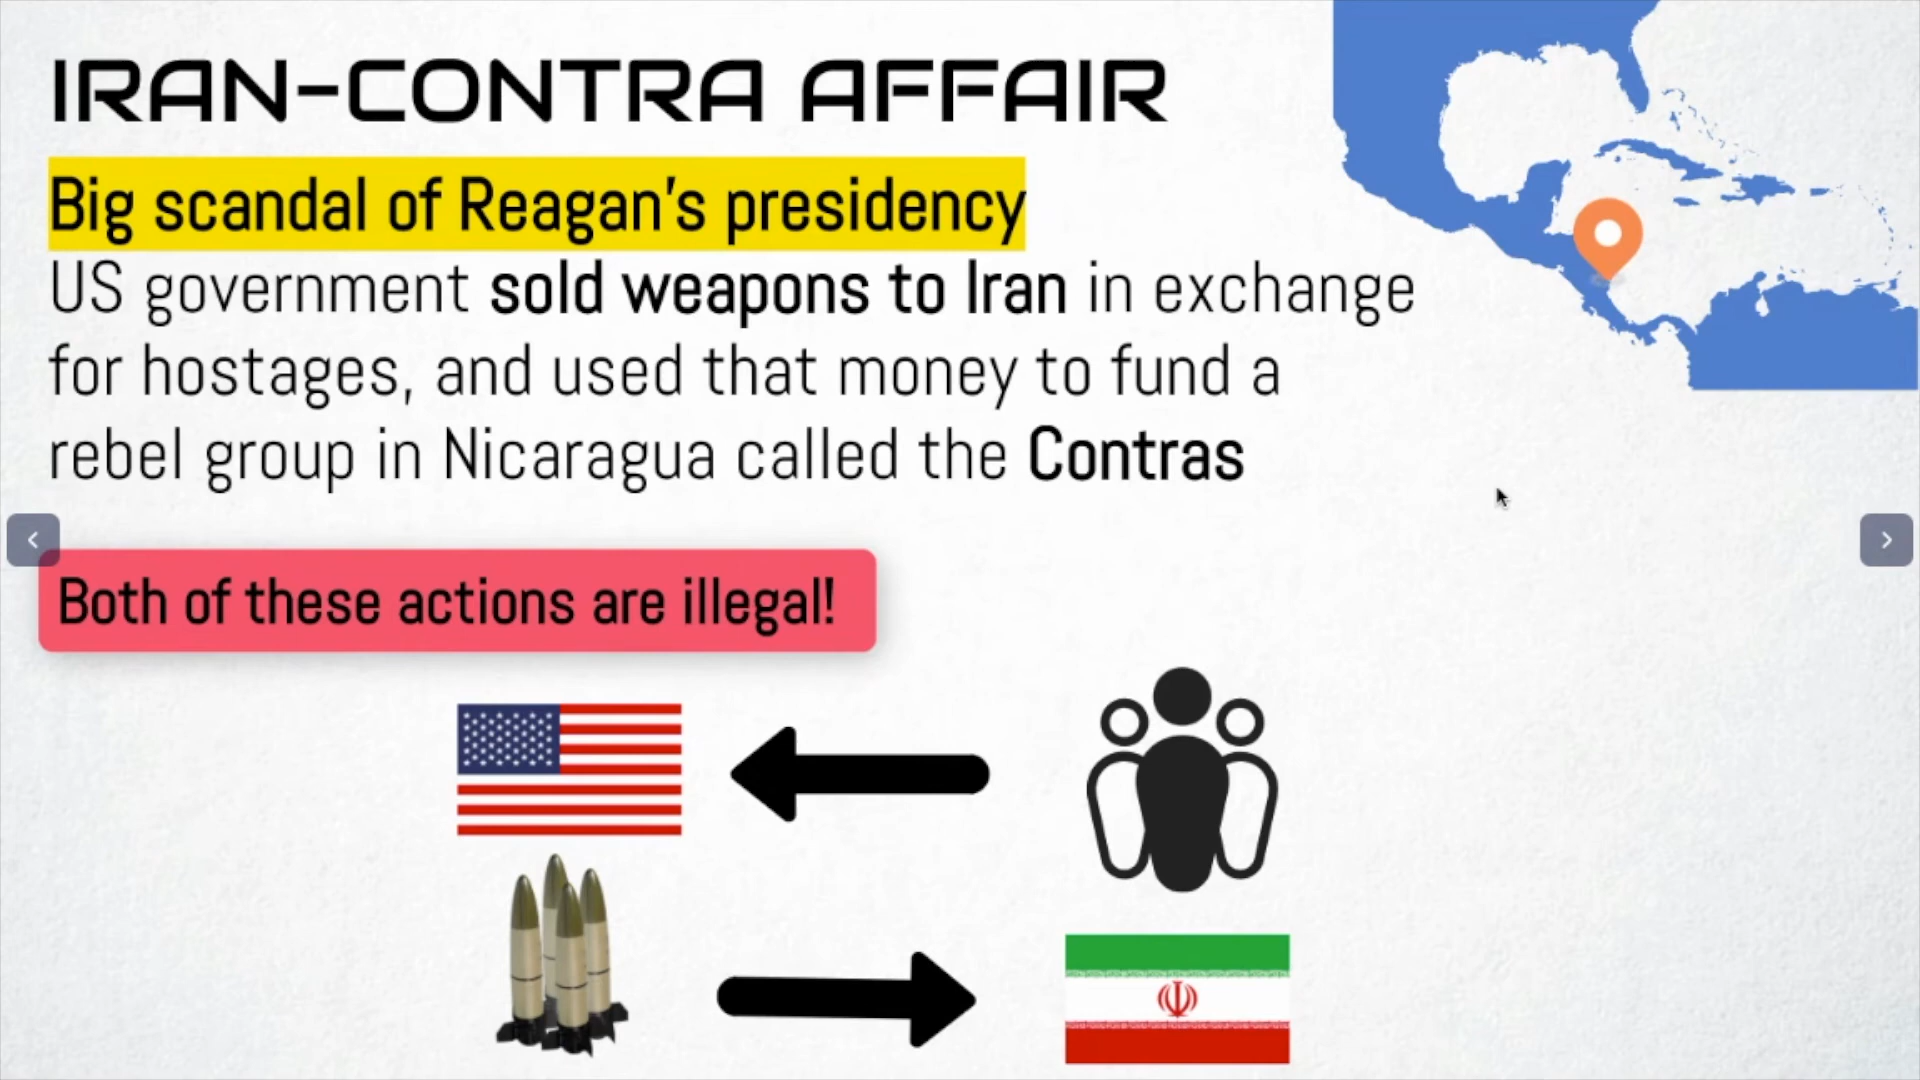 IRAN-CONTRA AFFAIR
Big scandal of Reagan's presidency
US government sold weapons to Iran in exchange
for hostages, and used that money to fund a
rebel group in Nicaragua called the Contras
Both of these actions are illegal!